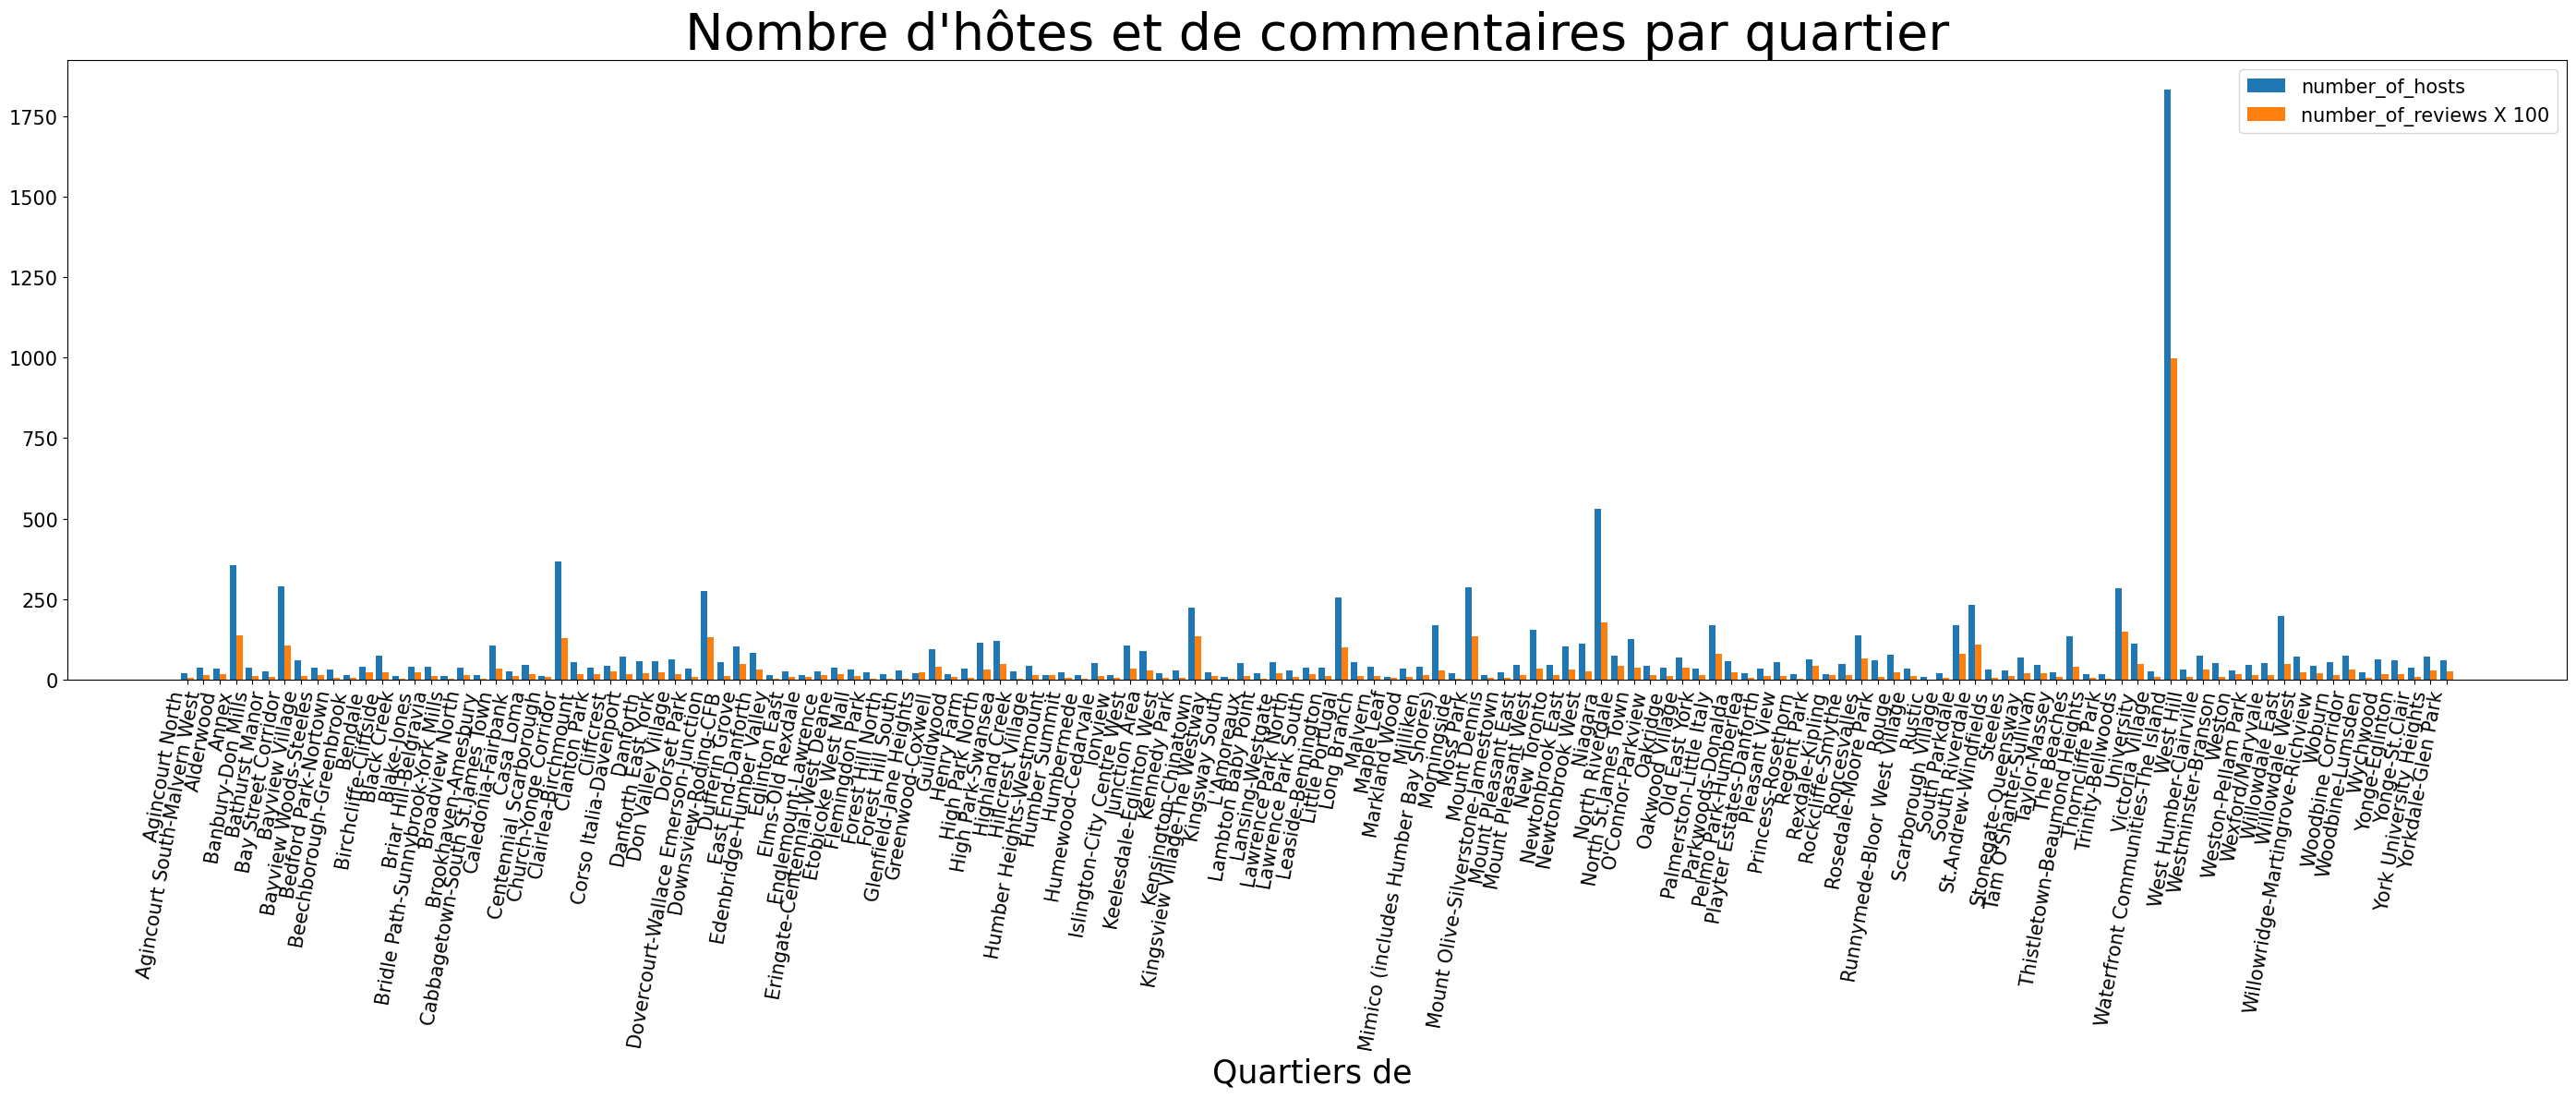 Nombre d'hôtes et de commentaires par quartier
number_of_hosts
number_of_reviews X 100
1750
1500
1250
1000
750
500
250
0
Agincourt North
Agincourt South-Malvern West
Alderwood
Annex
Banbury-Don Mills
Bathurst Manor
Bay Street Corridor
Bayview Village
Bayview Woods-Steeles
Bedford Park-Nortown
Beechborough-Greenbrook
Bendale
Birchcliffe-Cliffside
Black Creek
Blake-Jones
Briar Hill-Belgravia
Bridle Path-Sunnybrook-York Mills
Broadview North
Brookhaven-Amesbury
Cabbagetown-South St.James Town
Caledonia-Fairbank
Casa Loma
Centennial Scarborough
Church-Yonge Corridor
Clairlea-Birchmount
Clanton Park
Cliffcrest
Corso Italia-Davenport
Danforth
Danforth East York
Don Valley Village
Dorset Park
Dovercourt-Wallace Emerson-Junction
Downsview-Roding-CFB
Dufferin Grove
East End-Danforth
Edenbridge-Humber Valley
Eglinton East
Elms-Old Rexdale
Englemount-Lawrence
Eringate-Centennial-West Deane
Etobicoke West Mall
Flemingdon Park
Forest Hill North
Forest Hill South
Glenfield-Jane Heights
Greenwood-Coxwell
Guildwood
Henry Farm
High Park North
High Park-Swansea
Highland Creek
Hillcrest Village
Humber Heights-Westmount
Humber Summit
Humbermede
Humewood-Cedarvale
Ionview
Islington-City Centre West
Junction Area
Keelesdale-Eglinton West
Kennedy Park
Kensington-Chinatown
Kingsview Village-The Westway
Kingsway South
L'Amoreaux
Lambton Baby Point
Lansing-Westgate
Lawrence Park North
Lawrence Park South
Leaside-Bennington
Little Portugal
Long Branch
Malvern
Maple Leaf
Markland Wood
Milliken
Mimico (includes Humber Bay Shores)
Morningside
Moss Park
Mount Dennis
Mount Olive-Silverstone-Jamestown
Mount Pleasant East
Mount Pleasant West
New Toronto
Newtonbrook East
Newtonbrook West
Niagara
North Riverdale
North St.James Town
O'Connor-Parkview
Oakridge
Oakwood Village
Old East York
Palmerston-Little Italy
Parkwoods-Donalda
Pelmo Park-Humberlea
Playter Estates-Danforth
Pleasant View
Princess-Rosethorn
Regent Park
Rexdale-Kipling
Rockcliffe-Smythe
Roncesvalles
Rosedale-Moore Park
Rouge
Runnymede-Bloor West Village
Rustic
Scarborough Village
South Parkdale
South Riverdale
St.Andrew-Windfields
Steeles
Stonegate-Queensway
Tam O'Shanter-Sullivan
Taylor-Massey
The Beaches
Thistletown-Beaumond Heights
Thorncliffe Park
Trinity-Bellwoods
University
Victoria Village
Waterfront Communities-The Island
West Hill
West Humber-Clairville
Westminster-Branson
Weston
Weston-Pellam Park
Wexford/Maryvale
Willowdale East
Willowdale West
Willowridge-Martingrove-Richview
Woburn
Woodbine Corridor
Woodbine-Lumsden
Wychwood
Yonge-Eglinton
Yonge-St.Clair
York University Heights
Yorkdale-Glen Park
Quartiers de